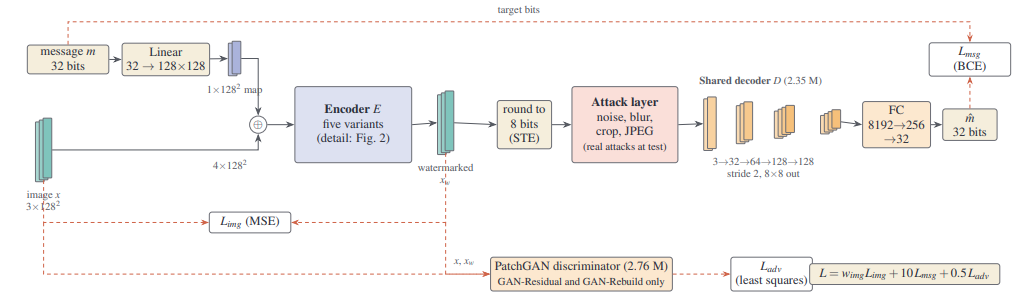 target bits
message m
32 bits
Linear
32 → 128×128
1×128² map
image x
3×128²
⊕
4×128²
Encoder E
five variants
(detail: Fig. 2)
watermarked
x_w
round to
8 bits
(STE)
Attack layer
noise, blur,
crop, JPEG
(real attacks at test)
Shared decoder D (2.35 M)
3→32→64→128→128
stride 2, 8×8 out
FC
8192→256
→32
m̂
32 bits
L_msg
(BCE)
L_img (MSE)
x, x_w
PatchGAN discriminator (2.76 M)
GAN-Residual and GAN-Rebuild only
L_adv
(least squares)
L = w_img L_img + 10 L_msg + 0.5 L_adv